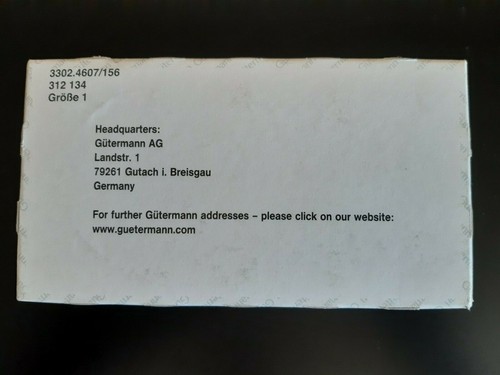 3302.4607/156
312 134
Größe 1
Headquarters:
Gütermann AG
Landstr. 1
79261 Gutach i. Breisgau
Germany
For further Gütermann addresses – please click on our website:
www.guetermann.com